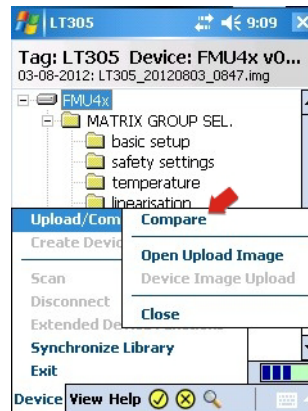 LT305 9:09
Tag: LT305 Device: FMU4x v0...
03-08-2012: LT305_20120803_0847.img
FMU4x
MATRIX GROUP SEL.
basic setup
safety settings
temperature
linearisation
Upload/Com
Compare
Create Devic
Open Upload Image
Scan
Device Image Upload
Disconnect
Close
Extended De
Synchronize Library
Exit
Device View Help